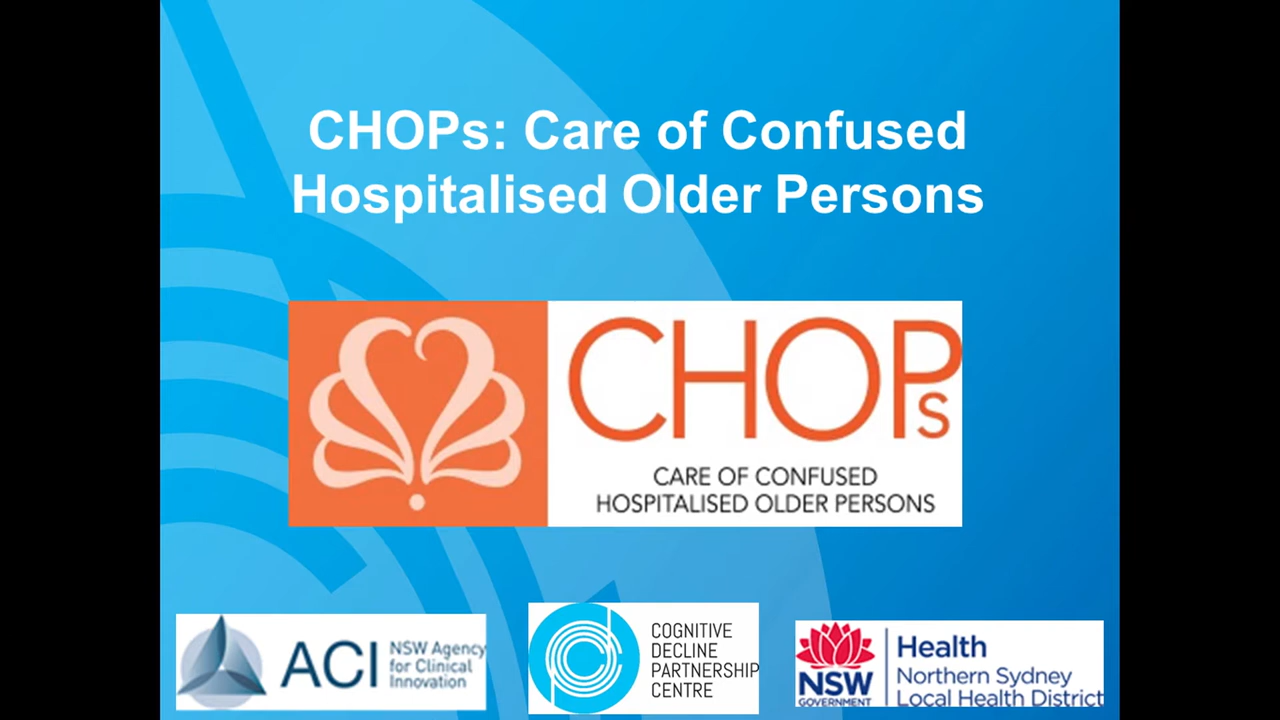 CHOPs: Care of Confused
Hospitalised Older Persons
CHOPs
CARE OF CONFUSED
HOSPITALISED OLDER PERSONS
ACI
NSW Agency
for Clinical
Innovation
COGNITIVE
DECLINE
PARTNERSHIP
CENTRE
NSW
GOVERNMENT
Health
Northern Sydney
Local Health District